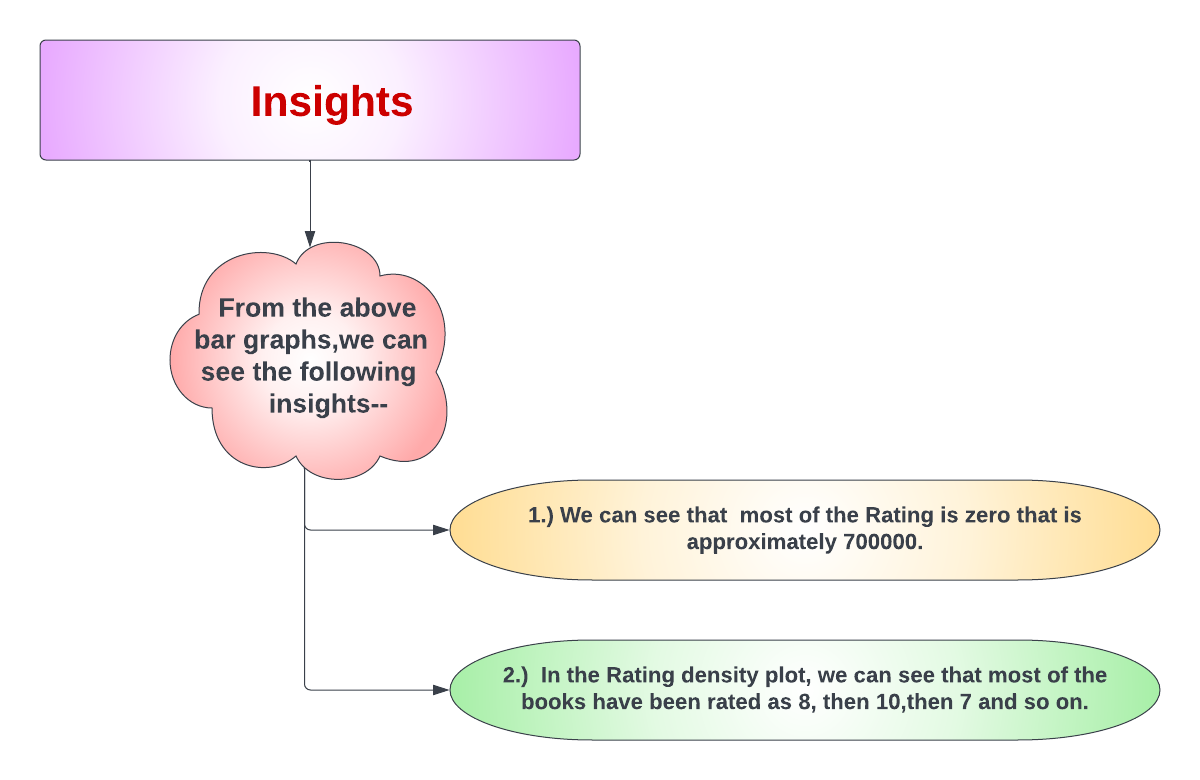 Insights
From the above
bar graphs,we can
see the following
insights--
1.) We can see that  most of the Rating is zero that is
approximately 700000.
2.)  In the Rating density plot, we can see that most of the
books have been rated as 8, then 10,then 7 and so on.